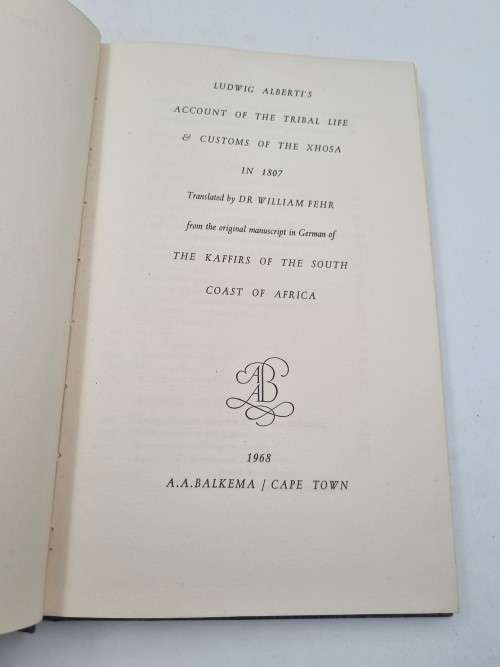 LUDWIG ALBERTI'S
ACCOUNT OF THE TRIBAL LIFE
& CUSTOMS OF THE XHOSA
IN 1807
Translated by DR WILLIAM FEHR
from the original manuscript in German of
THE KAFFIRS OF THE SOUTH
COAST OF AFRICA
AAB
1968
A.A.BALKEMA / CAPE TOWN